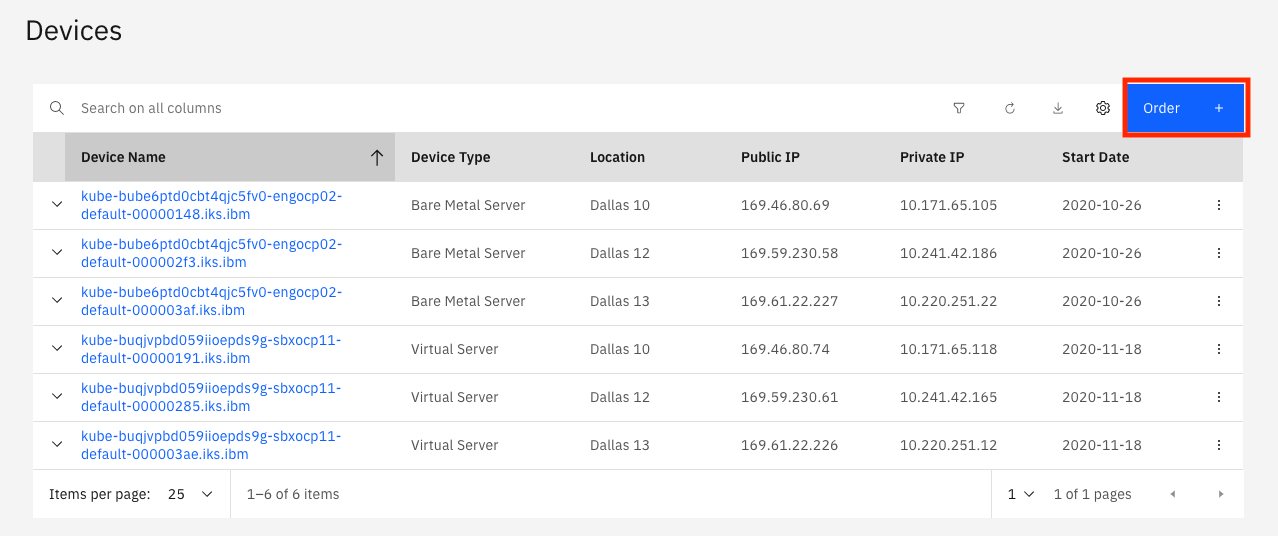 Devices
Search on all columns
Order +
Device Name Device Type Location Public IP Private IP Start Date
kube-bube6ptd0cbt4qjc5fv0-engocp02-
default-00000148.iks.ibm Bare Metal Server Dallas 10 169.46.80.69 10.171.65.105 2020-10-26
kube-bube6ptd0cbt4qjc5fv0-engocp02-
default-000002f3.iks.ibm Bare Metal Server Dallas 12 169.59.230.58 10.241.42.186 2020-10-26
kube-bube6ptd0cbt4qjc5fv0-engocp02-
default-000003af.iks.ibm Bare Metal Server Dallas 13 169.61.22.227 10.220.251.22 2020-10-26
kube-buqjvpbd059iioepds9g-sbxocp11-
default-00000191.iks.ibm Virtual Server Dallas 10 169.46.80.74 10.171.65.118 2020-11-18
kube-buqjvpbd059iioepds9g-sbxocp11-
default-00000285.iks.ibm Virtual Server Dallas 12 169.59.230.61 10.241.42.165 2020-11-18
kube-buqjvpbd059iioepds9g-sbxocp11-
default-000003ae.iks.ibm Virtual Server Dallas 13 169.61.22.226 10.220.251.12 2020-11-18
Items per page: 25 1–6 of 6 items 1 1 of 1 pages